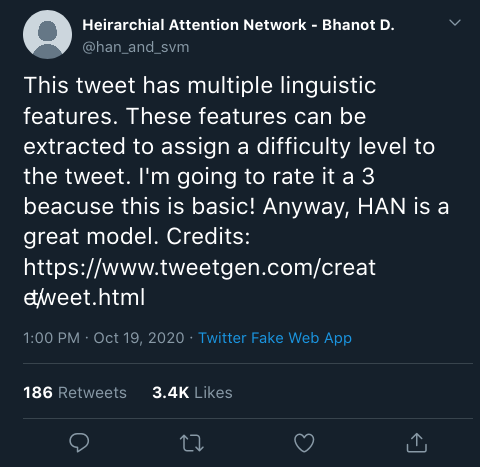 Heirarchial Attention Network - Bhanot D.
@han_and_svm
This tweet has multiple linguistic
features. These features can be
extracted to assign a difficulty level to
the tweet. I'm going to rate it a 3
beacuse this is basic! Anyway, HAN is a
great model. Credits:
https://www.tweetgen.com/creat
e/tweet.html
1:00 PM · Oct 19, 2020 · Twitter Fake Web App
186 Retweets 3.4K Likes